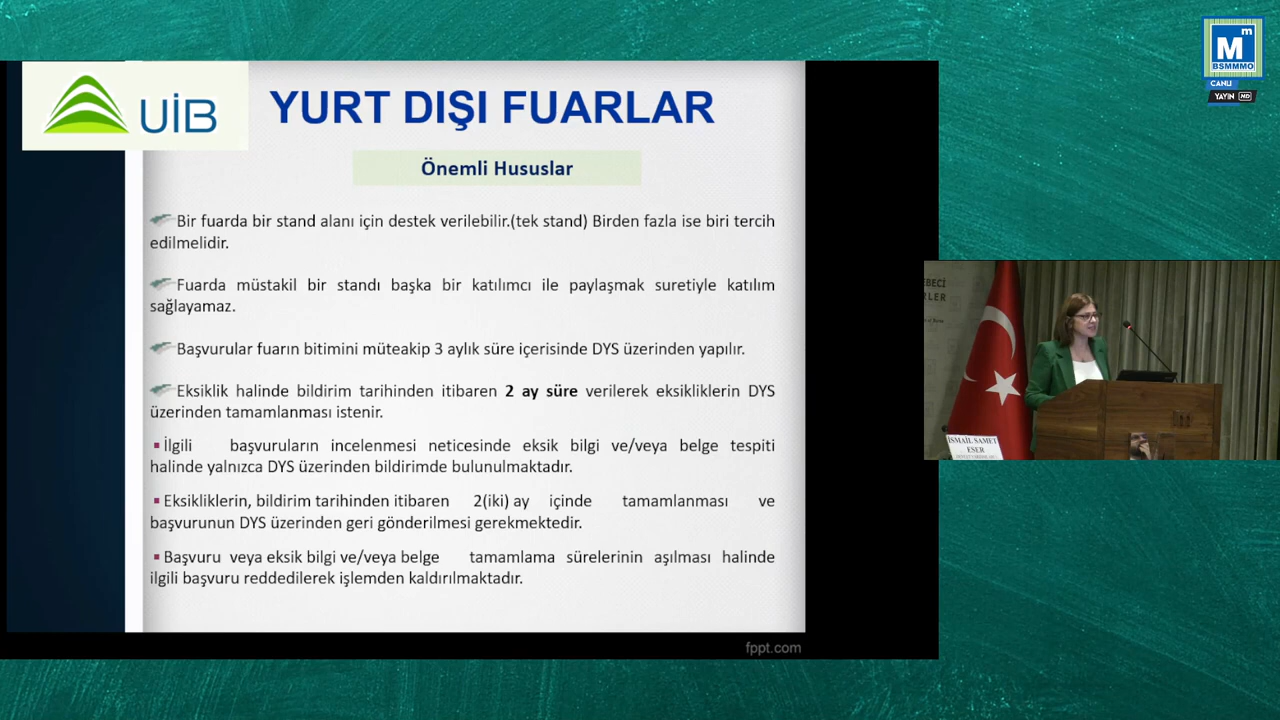 UİB
YURT DIŞI FUARLAR
Önemli Hususlar
Bir fuarda bir stand alanı için destek verilebilir.(tek stand) Birden fazla ise biri tercih
edilmelidir.
Fuarda müstakil bir standı başka bir katılımcı ile paylaşmak suretiyle katılım
sağlayamaz.
Başvurular fuarın bitimini müteakip 3 aylık süre içerisinde DYS üzerinden yapılır.
Eksiklik halinde bildirim tarihinden itibaren 2 ay süre verilerek eksikliklerin DYS
üzerinden tamamlanması istenir.
▪İlgili başvuruların incelenmesi neticesinde eksik bilgi ve/veya belge tespiti
halinde yalnızca DYS üzerinden bildirimde bulunulmaktadır.
▪Eksikliklerin, bildirim tarihinden itibaren 2(iki) ay içinde tamamlanması ve
başvurunun DYS üzerinden geri gönderilmesi gerekmektedir.
▪Başvuru veya eksik bilgi ve/veya belge tamamlama sürelerinin aşılması halinde
ilgili başvuru reddedilerek işlemden kaldırılmaktadır.
fppt.com
Mm
BSMMMO
CANLI
YAYIN HD
EBECİ
RLER
İSMAİL SAMET
ESER